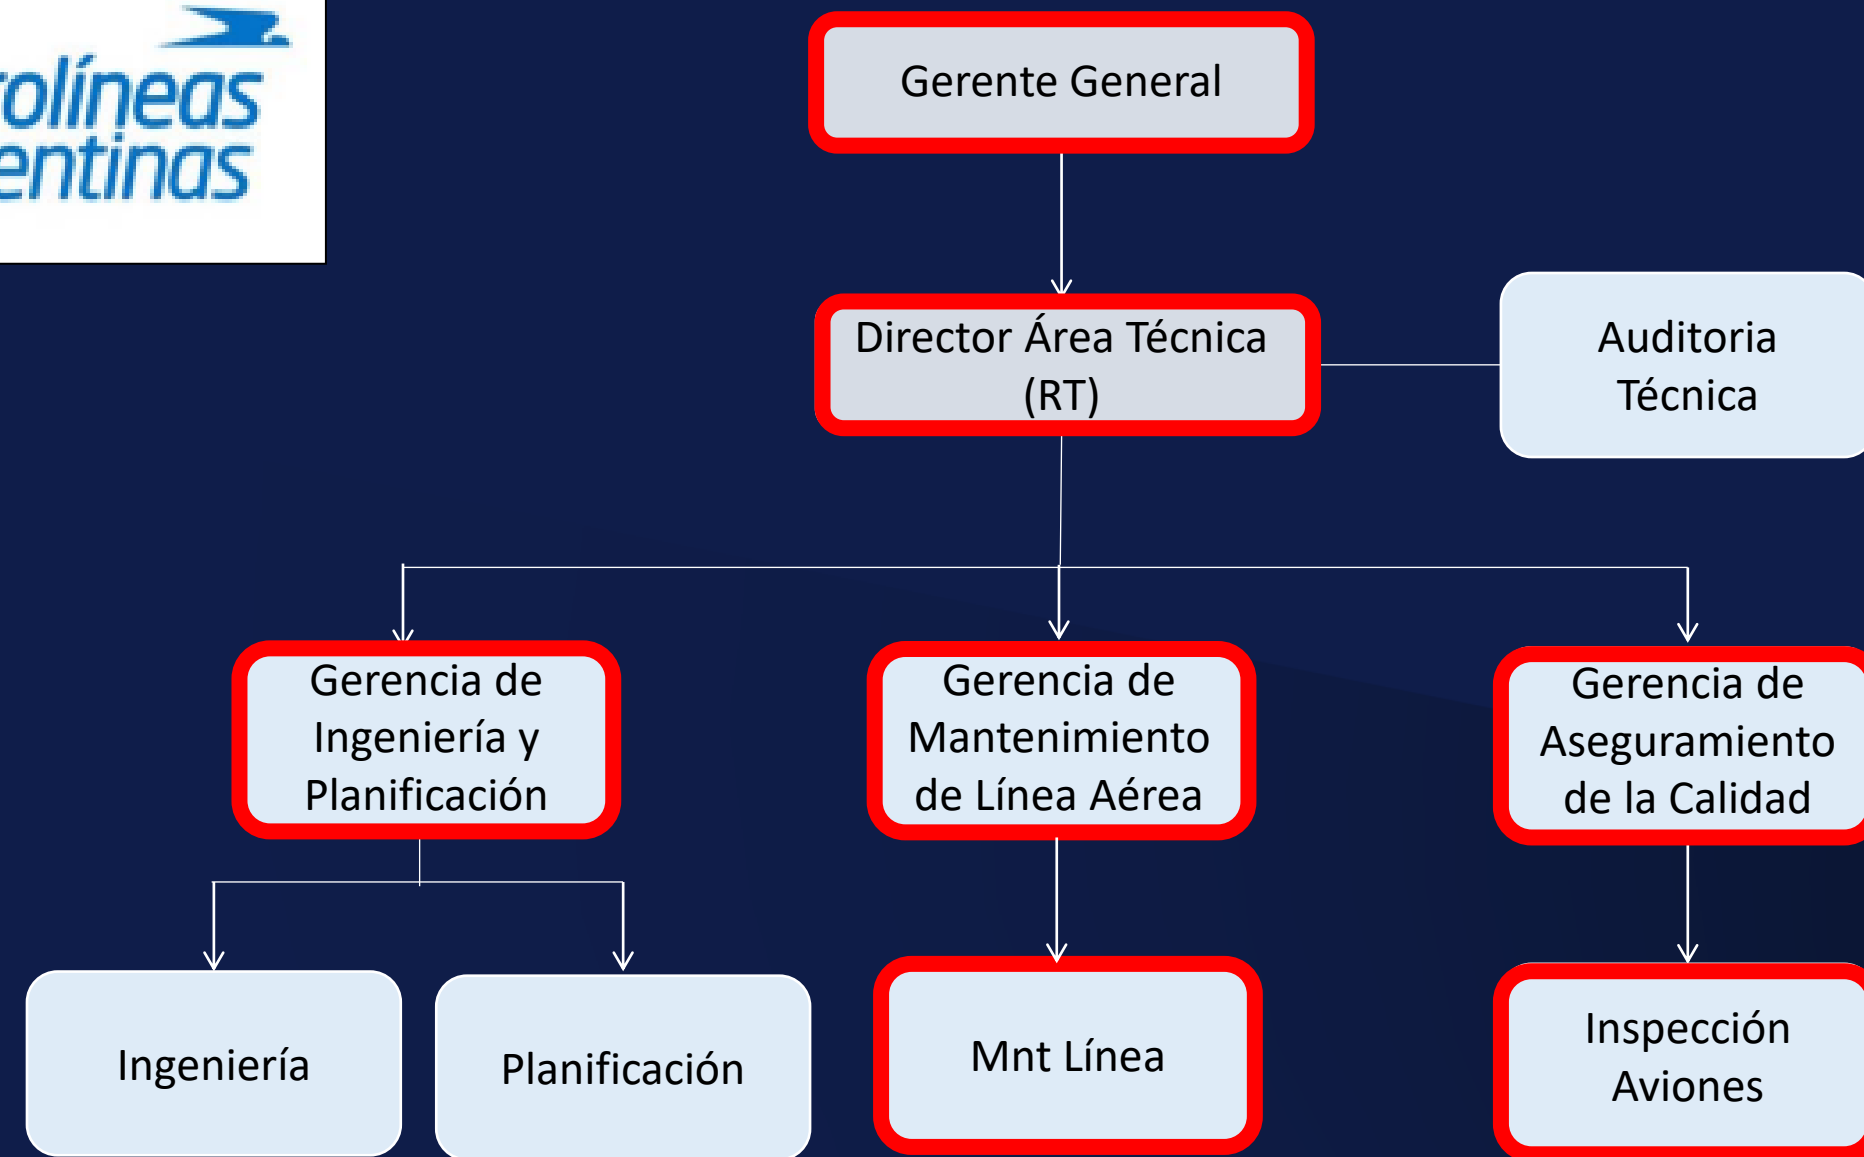 rolíneas
entinas
Gerente General
Director Área Técnica
(RT)
Auditoria
Técnica
Gerencia de
Ingeniería y
Planificación
Gerencia de
Mantenimiento
de Línea Aérea
Gerencia de
Aseguramiento
de la Calidad
Ingeniería
Planificación
Mnt Línea
Inspección
Aviones